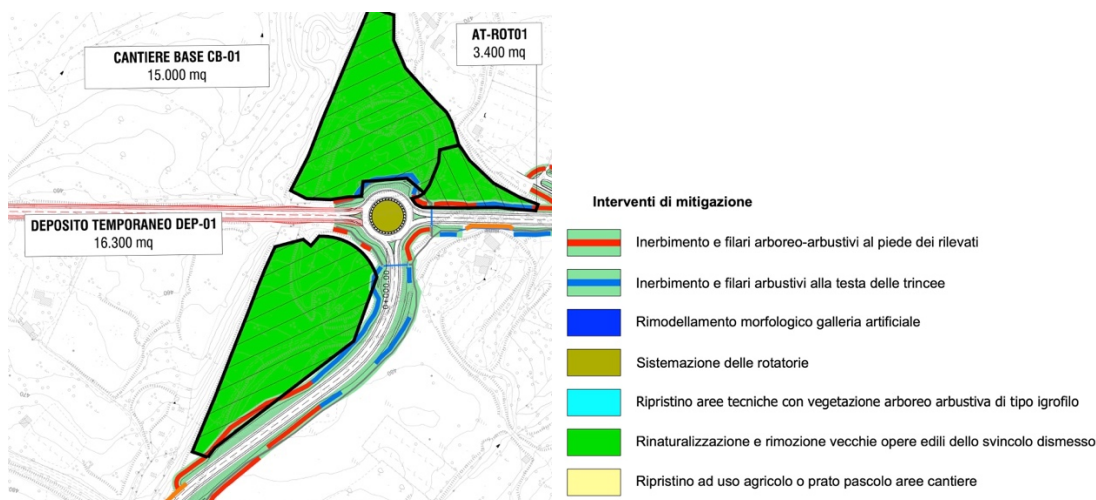 CANTIERE BASE CB-01
15.000 mq
AT-ROT01
3.400 mq
DEPOSITO TEMPORANEO DEP-01
16.300 mq
0+000.00
Interventi di mitigazione
Inerbimento e filari arboreo-arbustivi al piede dei rilevati
Inerbimento e filari arbustivi alla testa delle trincee
Rimodellamento morfologico galleria artificiale
Sistemazione delle rotatorie
Ripristino aree tecniche con vegetazione arboreo arbustiva di tipo igrofilo
Rinaturalizzazione e rimozione vecchie opere edili dello svincolo dismesso
Ripristino ad uso agricolo o prato pascolo aree cantiere